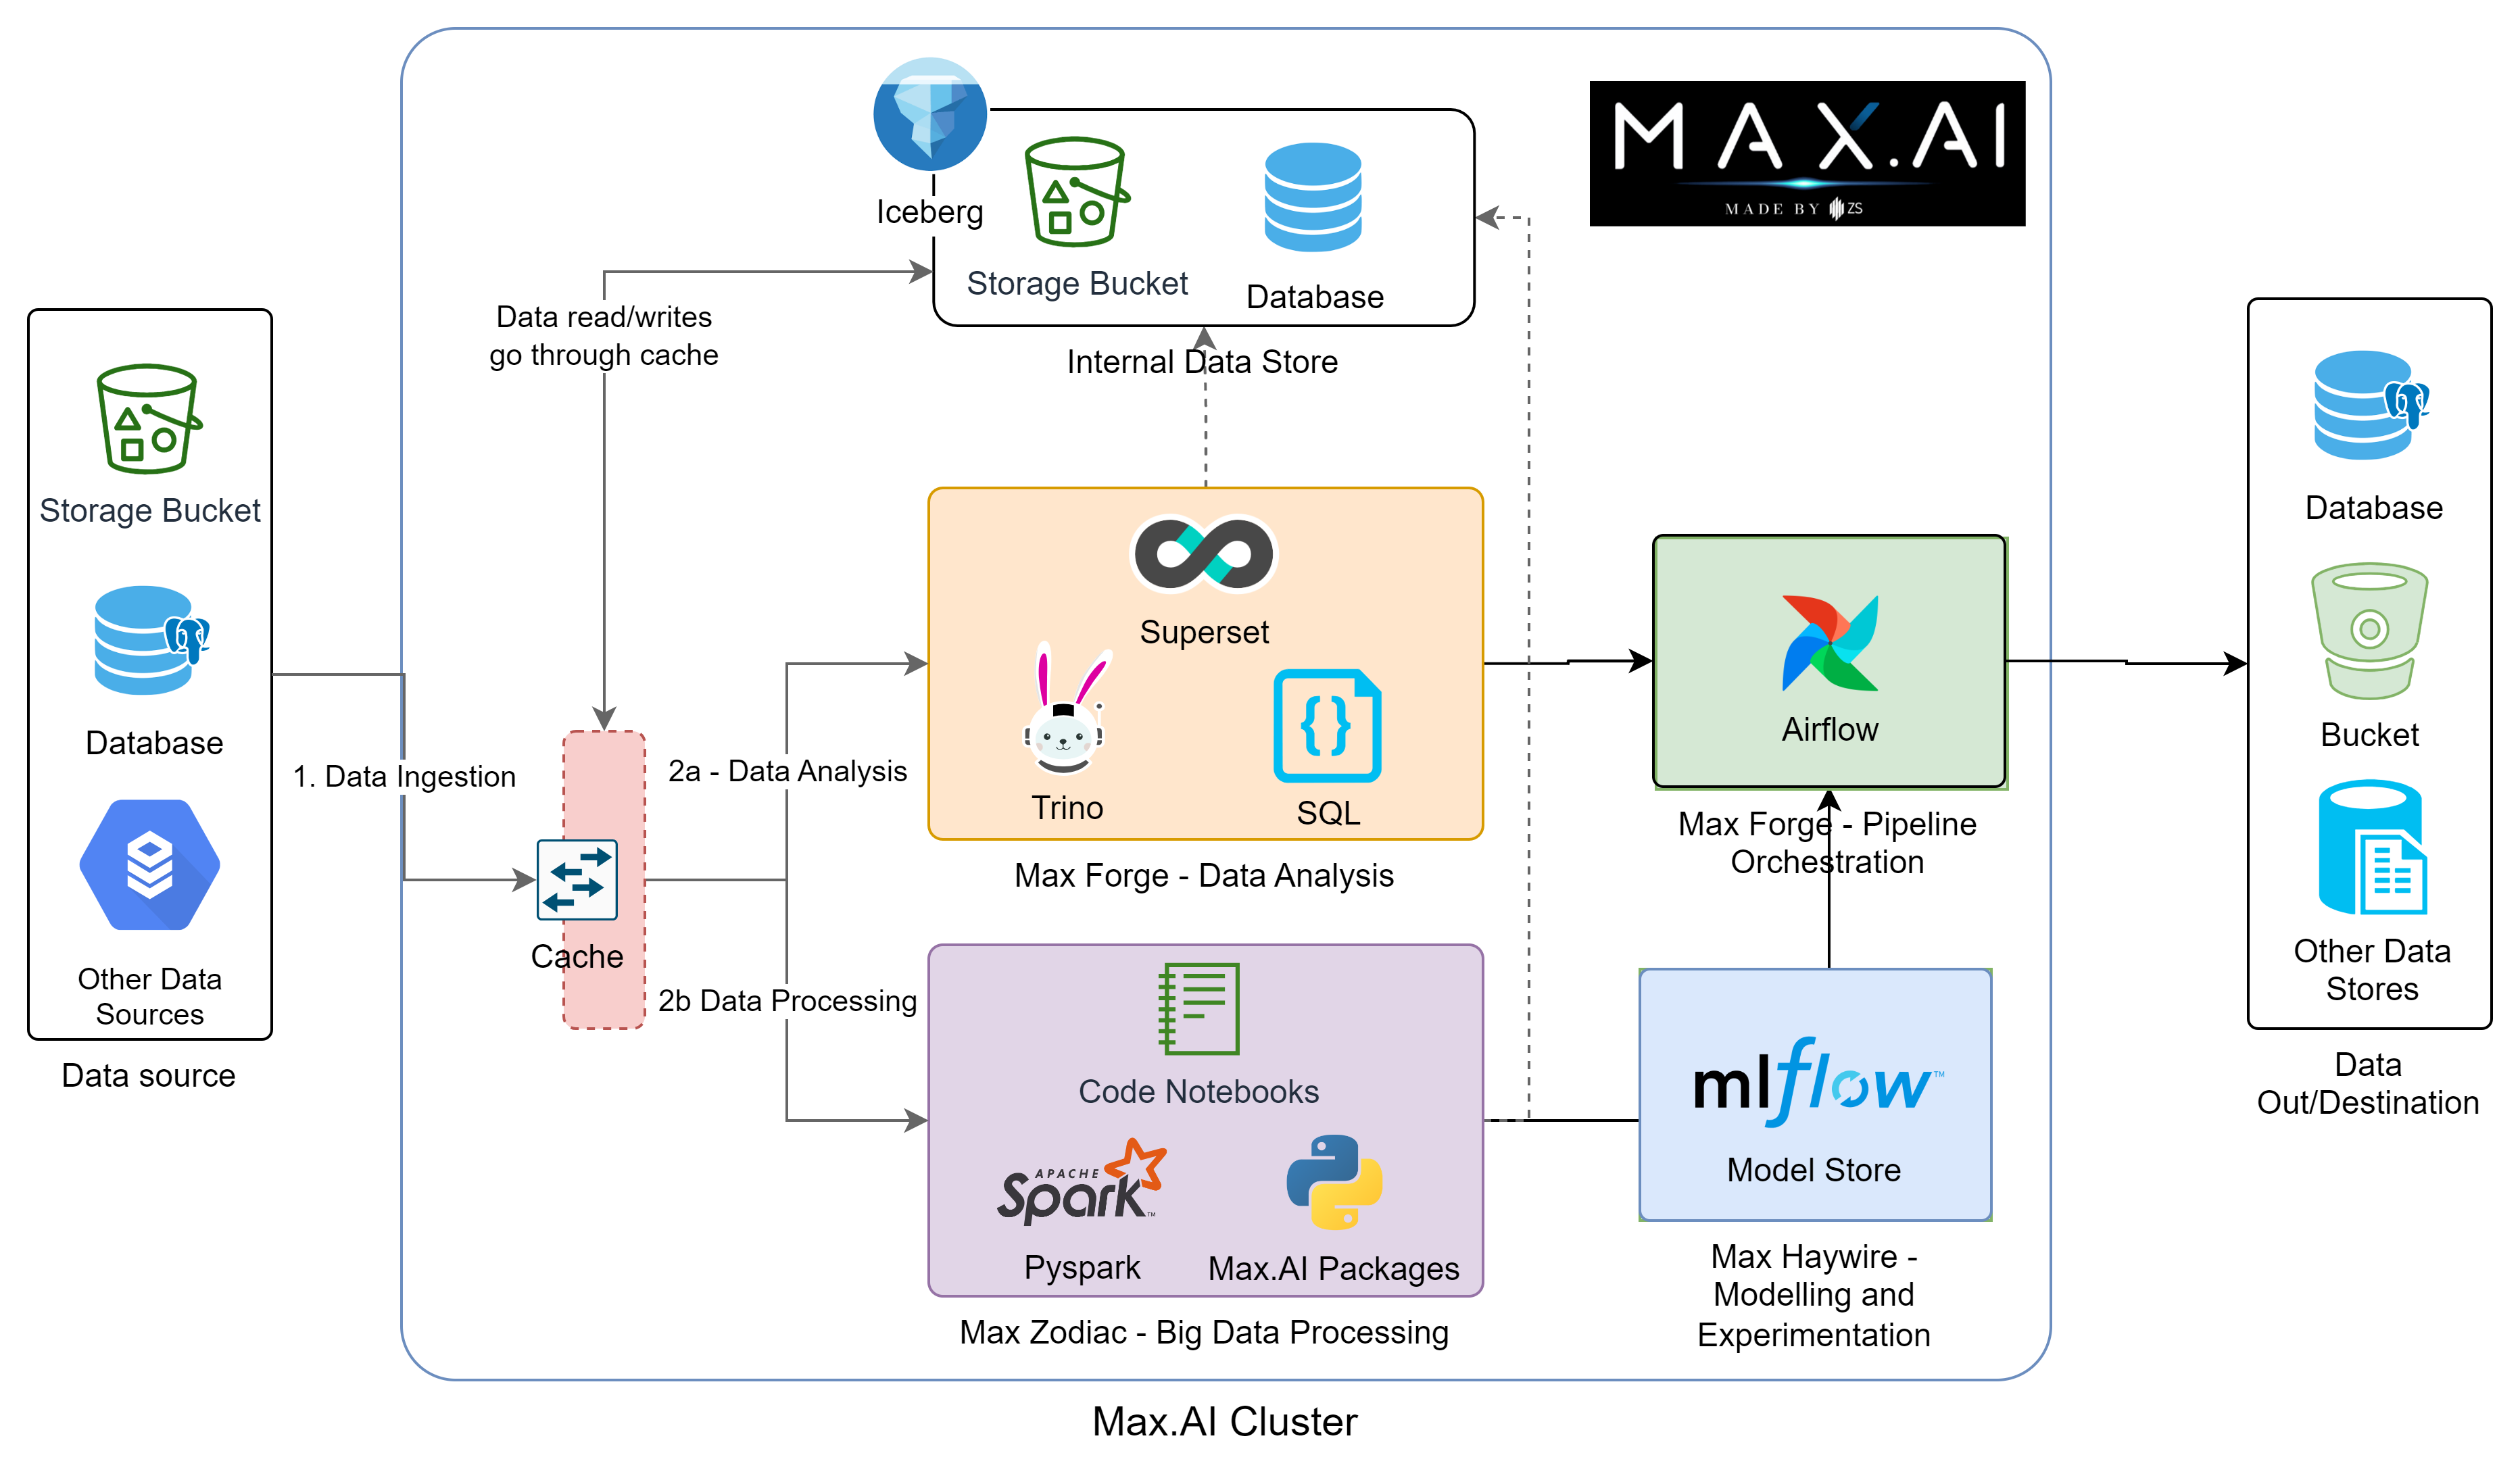 MAX.AI
MADE BY ZS
Iceberg
Storage Bucket
Database
Internal Data Store
Data read/writes
go through cache
Storage Bucket
Database
Other Data
Sources
Data source
1. Data Ingestion
Cache
2a - Data Analysis
2b Data Processing
Superset
Trino
SQL
Max Forge - Data Analysis
Code Notebooks
APACHE
Spark™
Pyspark
Max.AI Packages
Max Zodiac - Big Data Processing
Airflow
Max Forge - Pipeline
Orchestration
mlflow™
Model Store
Max Haywire -
Modelling and
Experimentation
Database
Bucket
Other Data
Stores
Data
Out/Destination
Max.AI Cluster